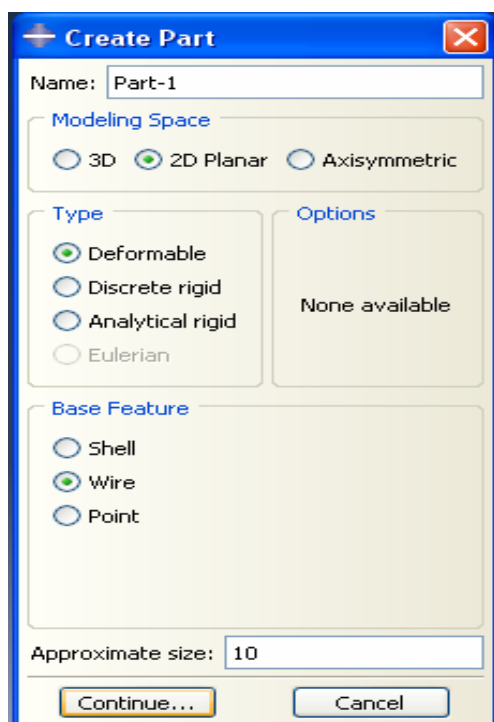 Create Part
Name: Part-1
Modeling Space
3D 2D Planar Axisymmetric
Type
Deformable
Discrete rigid
Analytical rigid
Eulerian
Options
None available
Base Feature
Shell
Wire
Point
Approximate size: 10
Continue... Cancel